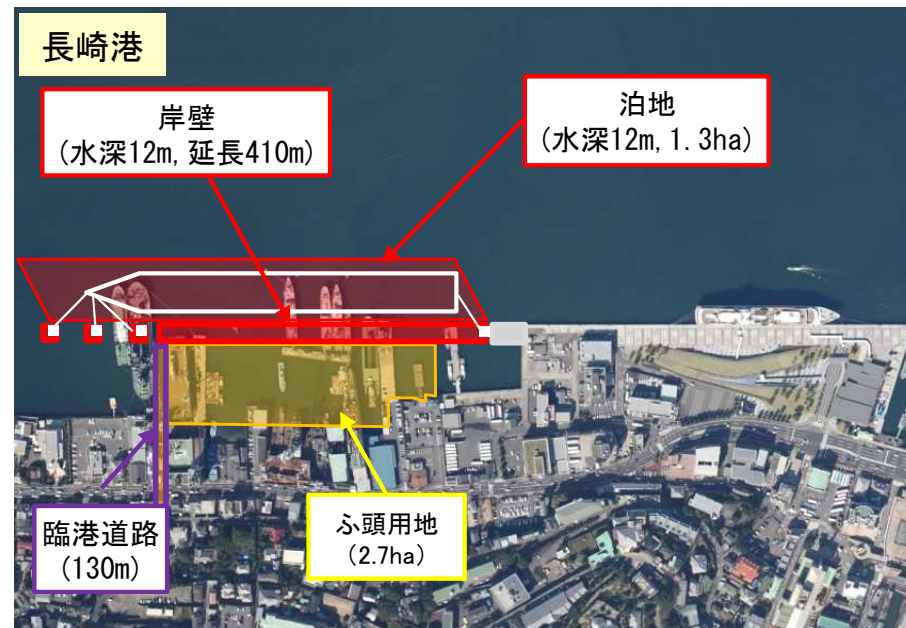 長崎港
岸壁
(水深12m,延長410m)
泊地
(水深12m,1.3ha)
臨港道路
(130m)
ふ頭用地
(2.7ha)